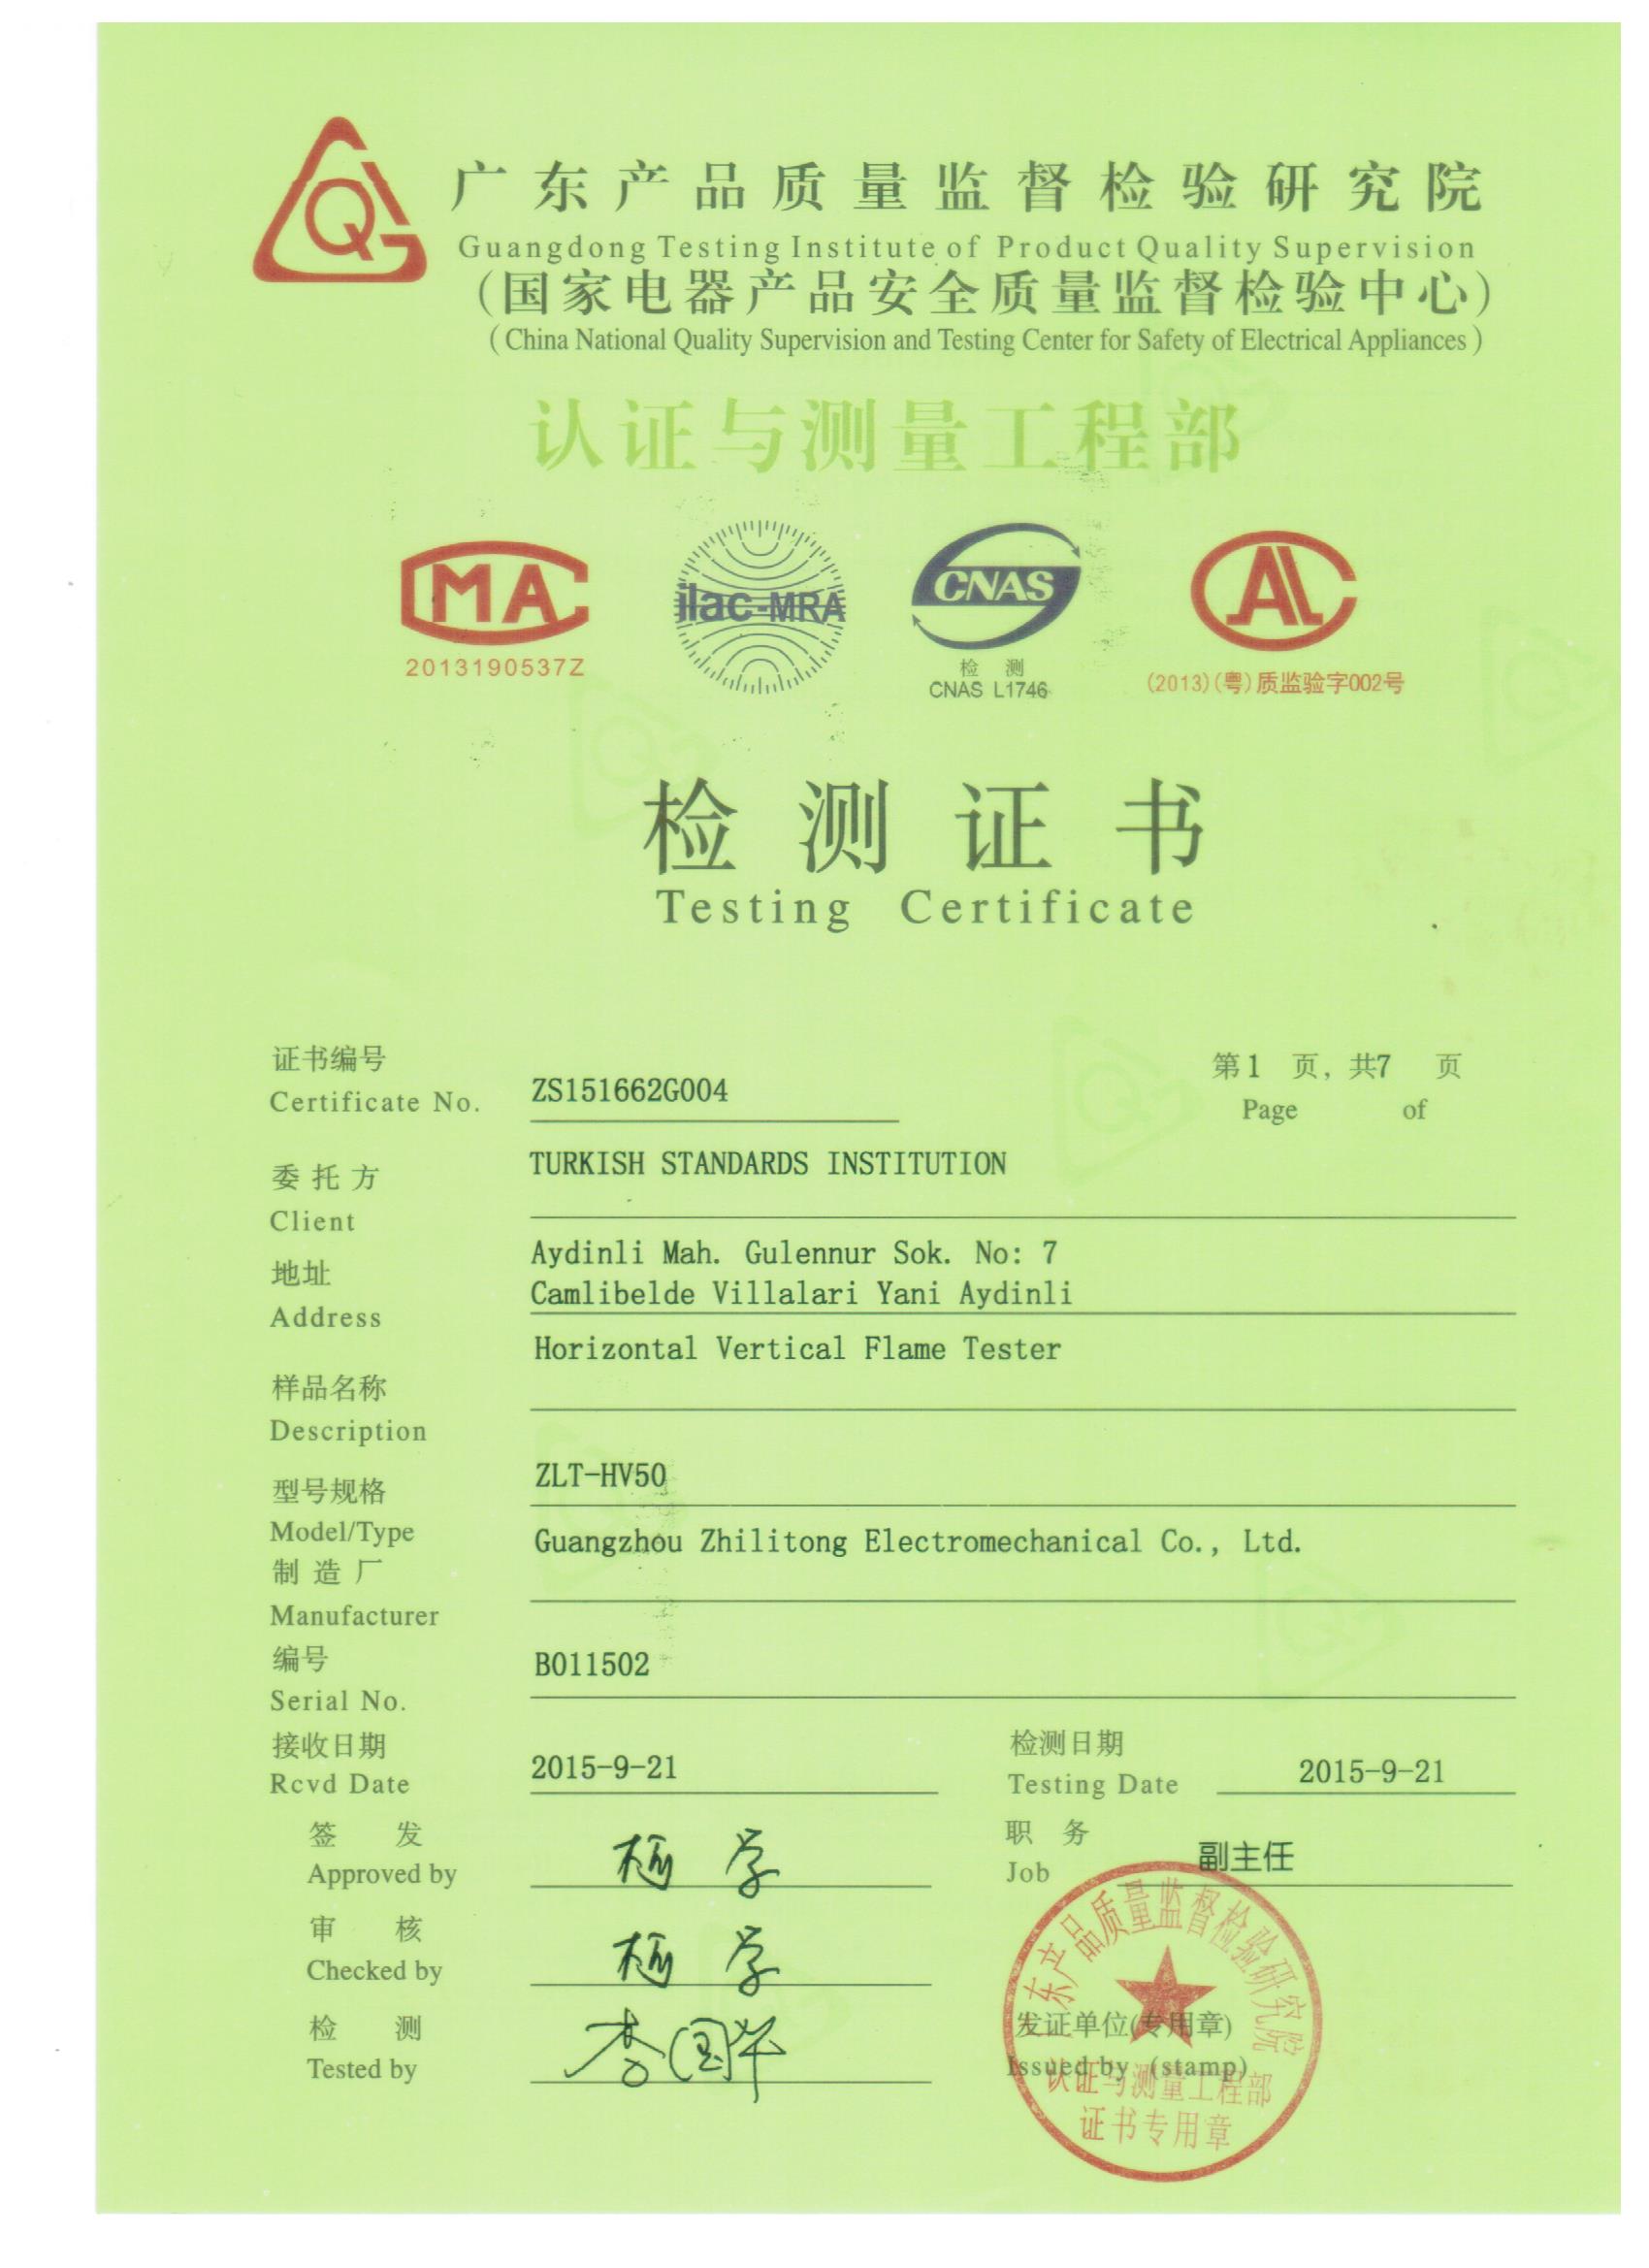 广东产品质量监督检验研究院
Guangdong Testing Institute of Product Quality Supervision
(国家电器产品安全质量监督检验中心)
(China National Quality Supervision and Testing Center for Safety of Electrical Appliances)
认证与测量工程部
MA
2013190537Z
ilac-MRA
CNAS
检 测
CNAS L1746
AL
(2013)(粤)质监验字002号
检测证书
Testing Certificate
证书编号
Certificate No. ZS151662G004
第1 页, 共7 页
Page of
委托方
Client TURKISH STANDARDS INSTITUTION
地址
Address
Aydinli Mah. Gulennur Sok. No: 7
Camlibelde Villalari Yani Aydinli
样品名称
Description Horizontal Vertical Flame Tester
型号规格
Model/Type ZLT-HV50
制造厂
Manufacturer Guangzhou Zhilitong Electromechanical Co., Ltd.
编号
Serial No. B011502
接收日期
Rcvd Date 2015-9-21
检测日期
Testing Date 2015-9-21
签 发
Approved by
职 务
Job 副主任
审 核
Checked by
检 测
Tested by 李国华
发证单位(专用章)
Issued by (stamp)
东产品质量监督检验研究院
认证与测量工程部
证书专用章